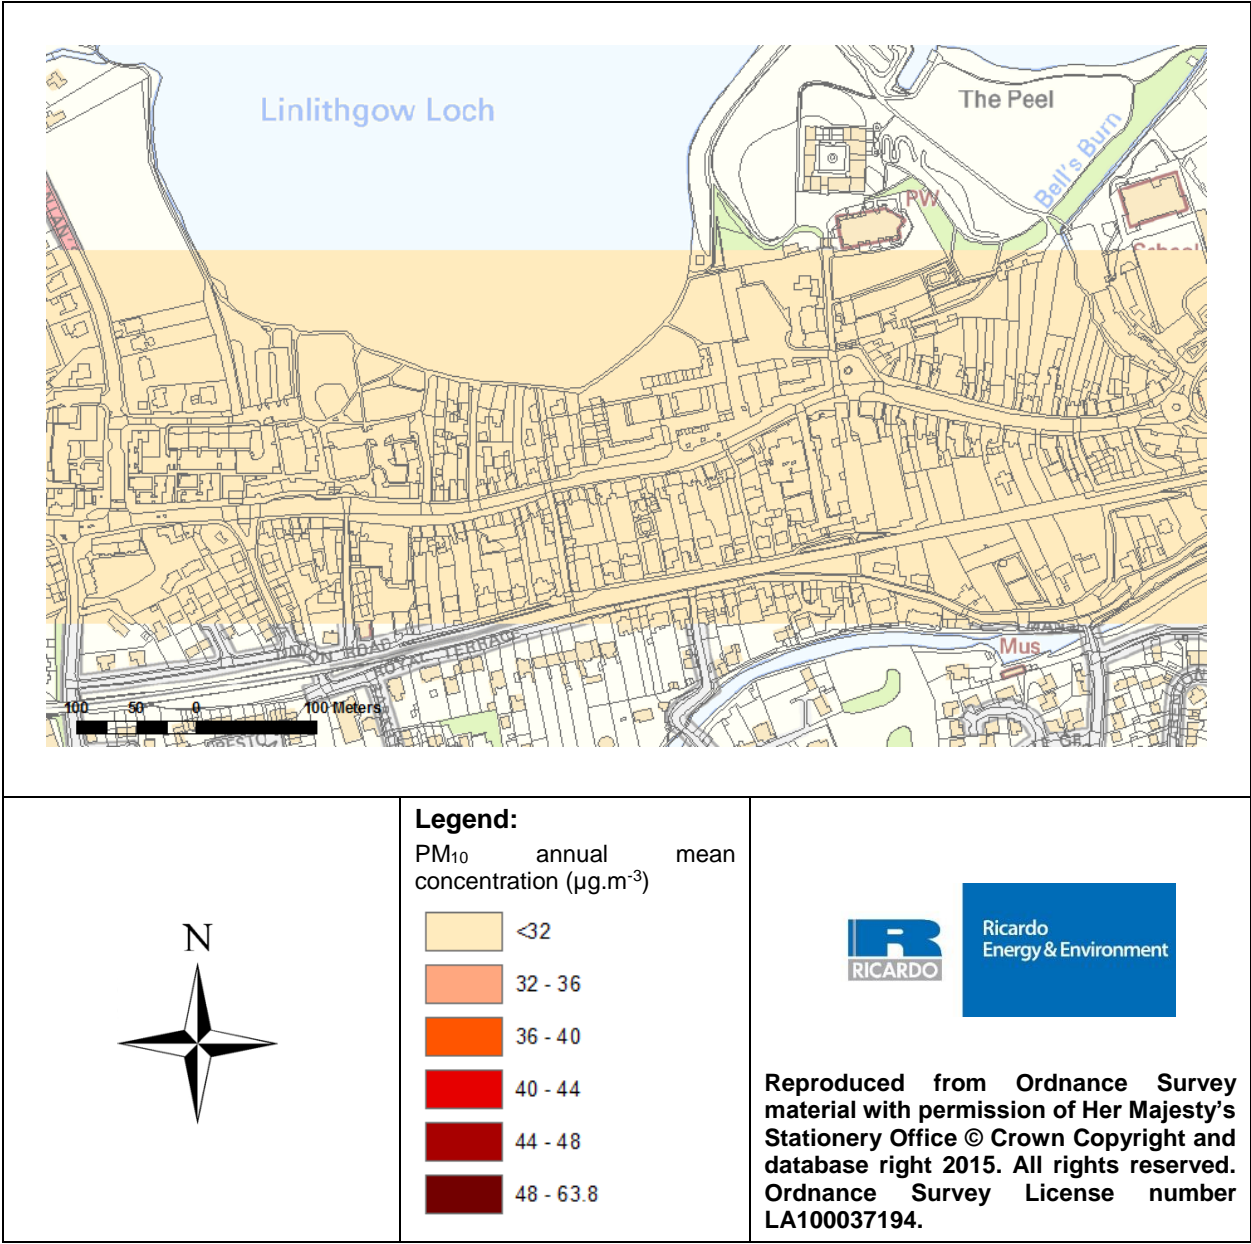 Linlithgow Loch
The Peel
Bell's Burn
PW
School
UNION ROAD
ROYAL TERRACE
Mus
100 50 0 100 Meters
N
Legend:
PM10 annual mean
concentration (µg.m-3)
<32
32 - 36
36 - 40
40 - 44
44 - 48
48 - 63.8
R
RICARDO
Ricardo
Energy & Environment
Reproduced from Ordnance Survey
material with permission of Her Majesty's
Stationery Office © Crown Copyright and
database right 2015. All rights reserved.
Ordnance Survey License number
LA100037194.